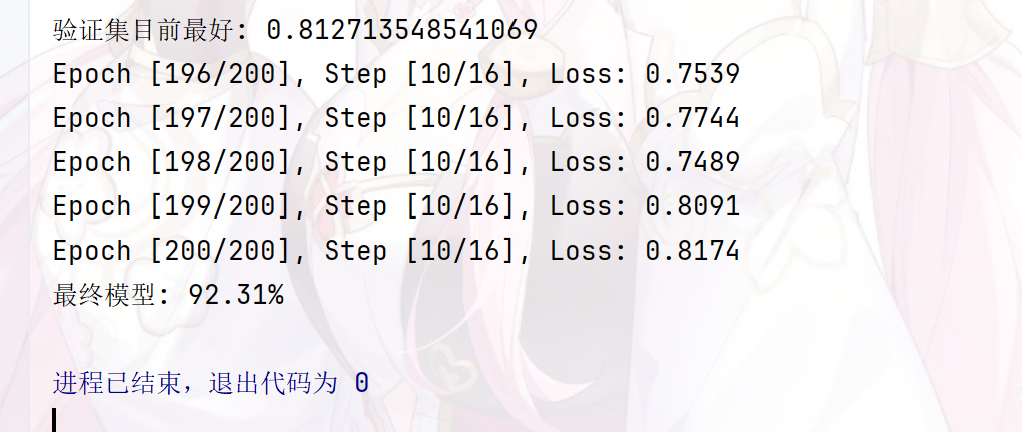 验证集目前最好: 0.812713548541069
Epoch [196/200], Step [10/16], Loss: 0.7539
Epoch [197/200], Step [10/16], Loss: 0.7744
Epoch [198/200], Step [10/16], Loss: 0.7489
Epoch [199/200], Step [10/16], Loss: 0.8091
Epoch [200/200], Step [10/16], Loss: 0.8174
最终模型: 92.31%
进程已结束，退出代码为 0